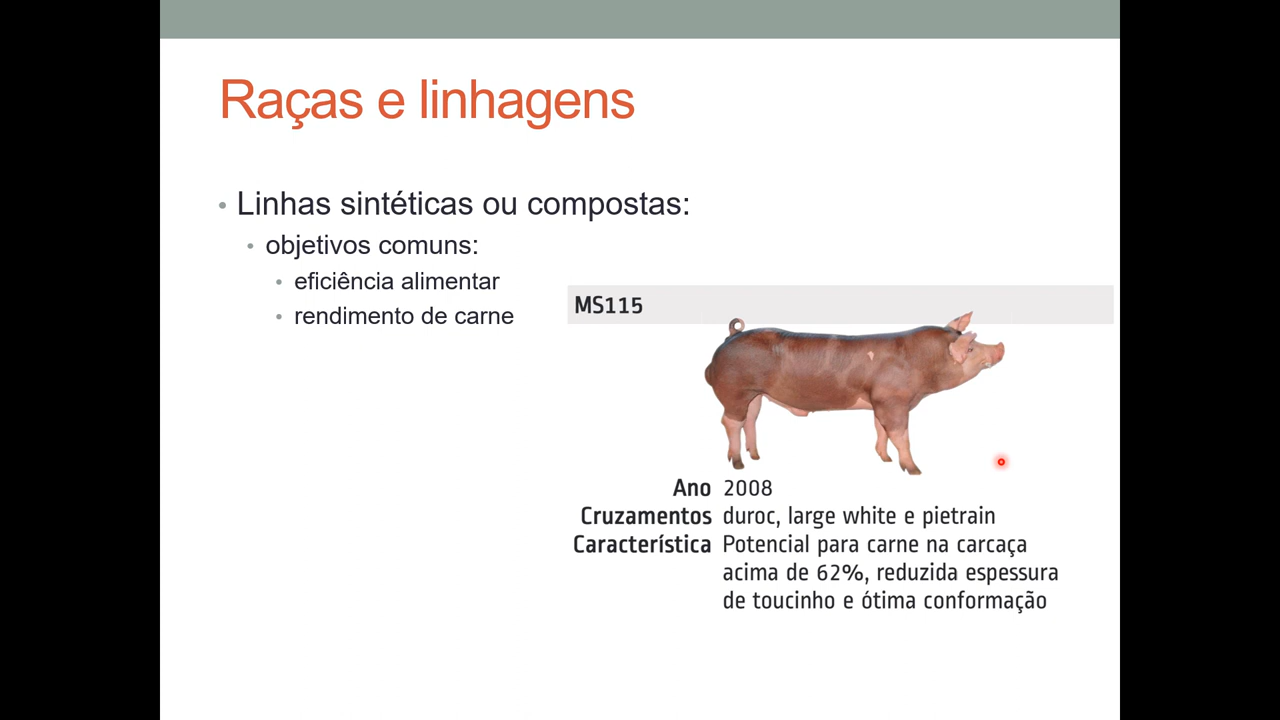 Raças e linhagens
Linhas sintéticas ou compostas:
objetivos comuns:
eficiência alimentar
rendimento de carne
MS115
Ano 2008
Cruzamentos duroc, large white e pietrain
Característica Potencial para carne na carcaça
acima de 62%, reduzida espessura
de toucinho e ótima conformação